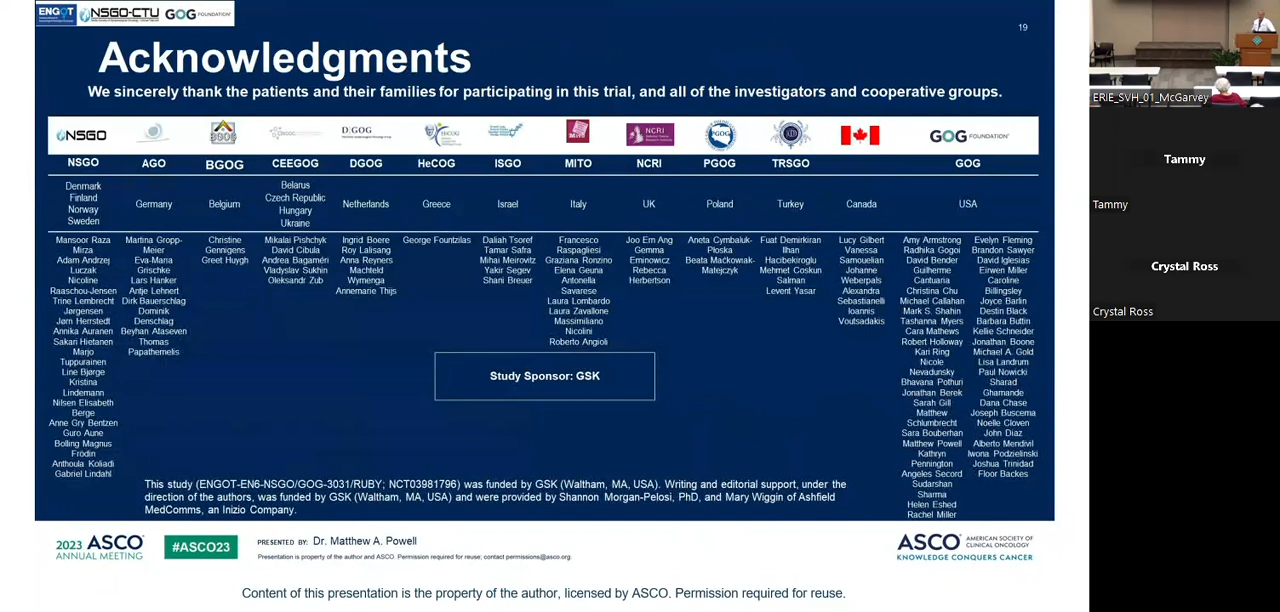 ENGOT
NSGO-CTU
GOG FOUNDATION
19
Acknowledgments
We sincerely thank the patients and their families for participating in this trial, and all of the investigators and cooperative groups.
NSGO
D GOG
HeCOG
MITO
NCRI
PGOG
GOG FOUNDATION
NSGO AGO BGOG CEEGOG DGOG HeCOG ISGO MITO NCRI PGOG TRSGO GOG
Denmark
Finland
Norway
Sweden
Germany
Belgium
Belarus
Czech Republic
Hungary
Ukraine
Netherlands
Greece
Israel
Italy
UK
Poland
Turkey
Canada
USA
Mansoor Raza
Mirza
Adam Andrzej
Luczak
Nicoline
Raaschou-Jensen
Trine Lembrecht
Jørgensen
Jørn Herrstedt
Annika Auranen
Sakari Hietanen
Marjo
Tuppurainen
Line Bjørge
Kristina
Lindemann
Nilsen Elisabeth
Berge
Anne Gry Bentzen
Guro Aune
Bolling Magnus
Frödin
Anthoula Koliadi
Gabriel Lindahl
Martina Gropp-
Meier
Eva-Maria
Grischke
Lars Hanker
Antje Lehnert
Dirk Bauerschlag
Dominik
Denschlag
Beyhan Ataseven
Thomas
Papathemelis
Christine
Gennigens
Greet Huygh
Mikalai Pishchyk
David Cibula
Andrea Bagaméri
Vladyslav Sukhin
Oleksandr Zub
Ingrid Boere
Roy Lalisang
Anna Reyners
Machteld
Wymenga
Annemarie Thijs
George Fountzilas
Daliah Tsoref
Tamar Safra
Mihai Meirovitz
Yakir Segev
Shani Breuer
Francesco
Raspagliesi
Graziana Ronzino
Elena Geuna
Antonella
Savarese
Laura Lombardo
Laura Zavallone
Massimiliano
Nicolini
Roberto Angioli
Joo Ern Ang
Gemma
Eminowicz
Rebecca
Herbertson
Aneta Cymbaluk-
Płoska
Beata Maćkowiak-
Matejczyk
Fuat Demirkiran
Ilhan
Hacibekiroglu
Mehmet Coskun
Salman
Levent Yasar
Lucy Gilbert
Vanessa
Samouelian
Johanne
Weberpals
Alexandra
Sebastianelli
Ioannis
Voutsadakis
Amy Armstrong
Radhika Gogoi
David Bender
Guilherme
Cantuaria
Christina Chu
Michael Callahan
Mark S. Shahin
Tashanna Myers
Cara Mathews
Robert Holloway
Kari Ring
Nicole
Nevadunsky
Bhavana Pothuri
Jonathan Berek
Sarah Gill
Matthew
Schlumbrecht
Sara Bouberhan
Matthew Powell
Kathryn
Pennington
Angeles Secord
Sudarshan
Sharma
Helen Eshed
Rachel Miller
Evelyn Fleming
Brandon Sawyer
David Iglesias
Eirwen Miller
Caroline
Billingsley
Joyce Barlin
Destin Black
Barbara Buttin
Kellie Schneider
Jonathan Boone
Michael A. Gold
Lisa Landrum
Paul Nowicki
Sharad
Ghamande
Dana Chase
Joseph Buscema
Noelle Cloven
John Diaz
Alberto Mendivil
Iwona Podzielinski
Joshua Trinidad
Floor Backes
Study Sponsor: GSK
This study (ENGOT-EN6-NSGO/GOG-3031/RUBY; NCT03981796) was funded by GSK (Waltham, MA, USA). Writing and editorial support, under the
direction of the authors, was funded by GSK (Waltham, MA, USA) and were provided by Shannon Morgan-Pelosi, PhD, and Mary Wiggin of Ashfield
MedComms, an Inizio Company.
2023 ASCO
ANNUAL MEETING
#ASCO23
PRESENTED BY: Dr. Matthew A. Powell
Presentation is property of the author and ASCO. Permission required for reuse; contact permissions@asco.org.
ASCO AMERICAN SOCIETY OF
CLINICAL ONCOLOGY
KNOWLEDGE CONQUERS CANCER
Content of this presentation is the property of the author, licensed by ASCO. Permission required for reuse.
ERIE_SVH_01_McGarvey
Tammy
Tammy
Crystal Ross
Crystal Ross